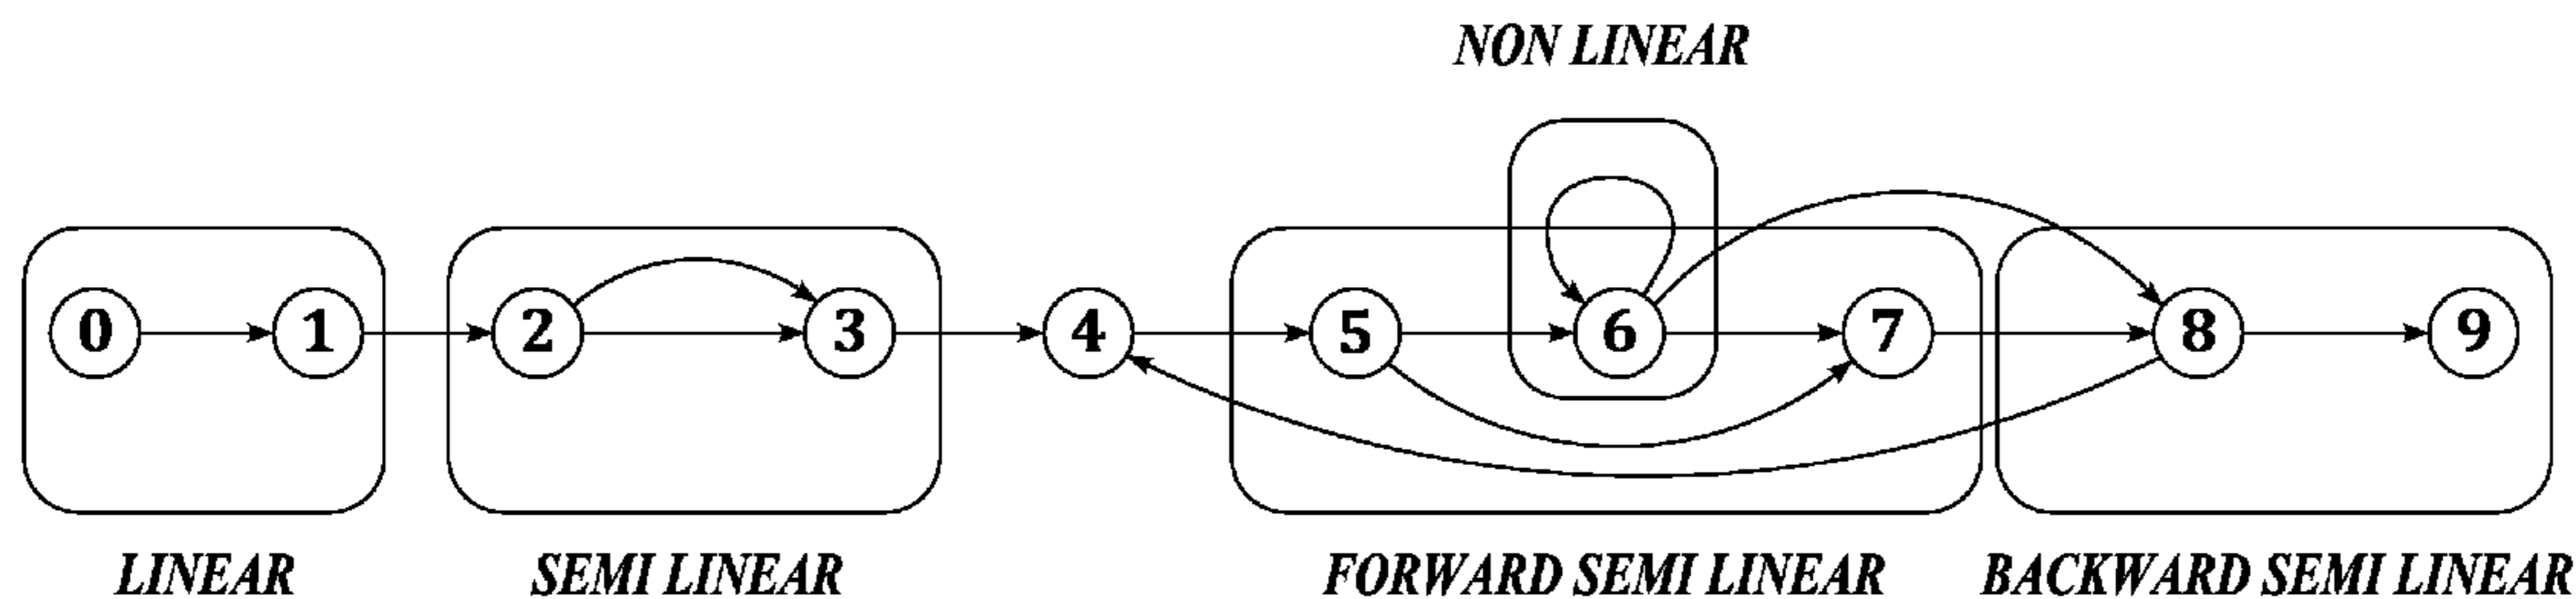 NON LINEAR
0 1 2 3 4 5 6 7 8 9
LINEAR SEMI LINEAR FORWARD SEMI LINEAR BACKWARD SEMI LINEAR